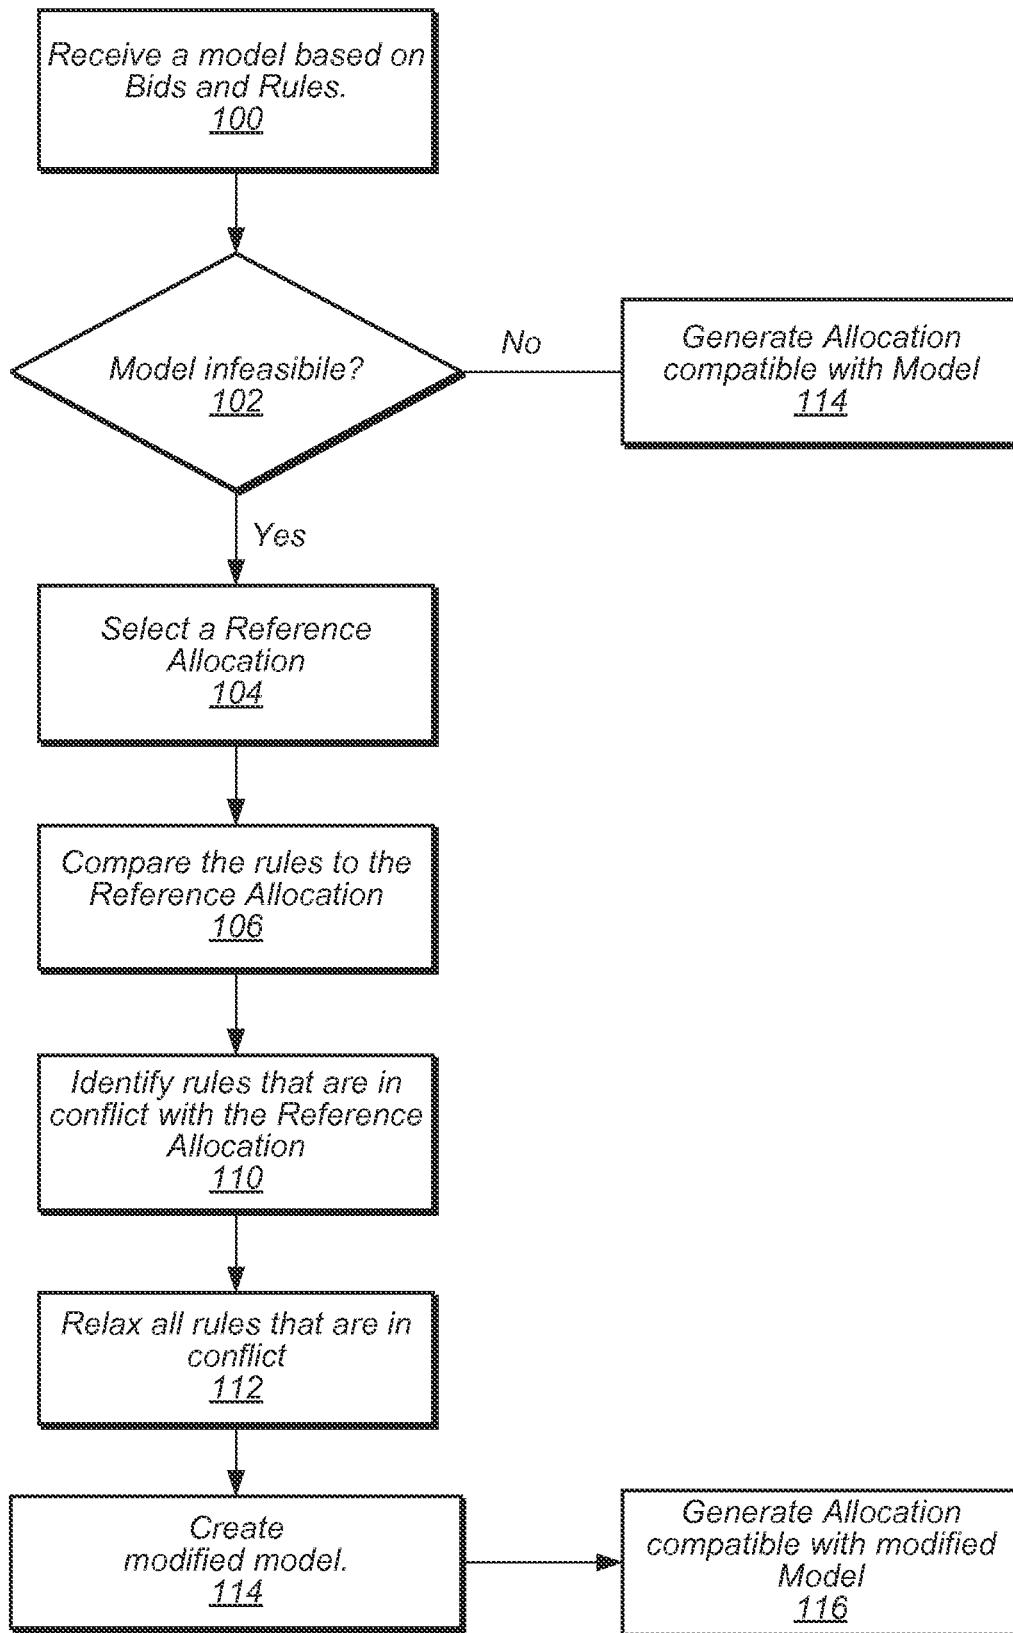 Receive a model based on
Bids and Rules.
100
Model infeasibile?
102
No
Generate Allocation
compatible with Model
114
Yes
Select a Reference
Allocation
104
Compare the rules to the
Reference Allocation
106
Identify rules that are in
conflict with the Reference
Allocation
110
Relax all rules that are in
conflict
112
Create
modified model.
114
Generate Allocation
compatible with modified
Model
116